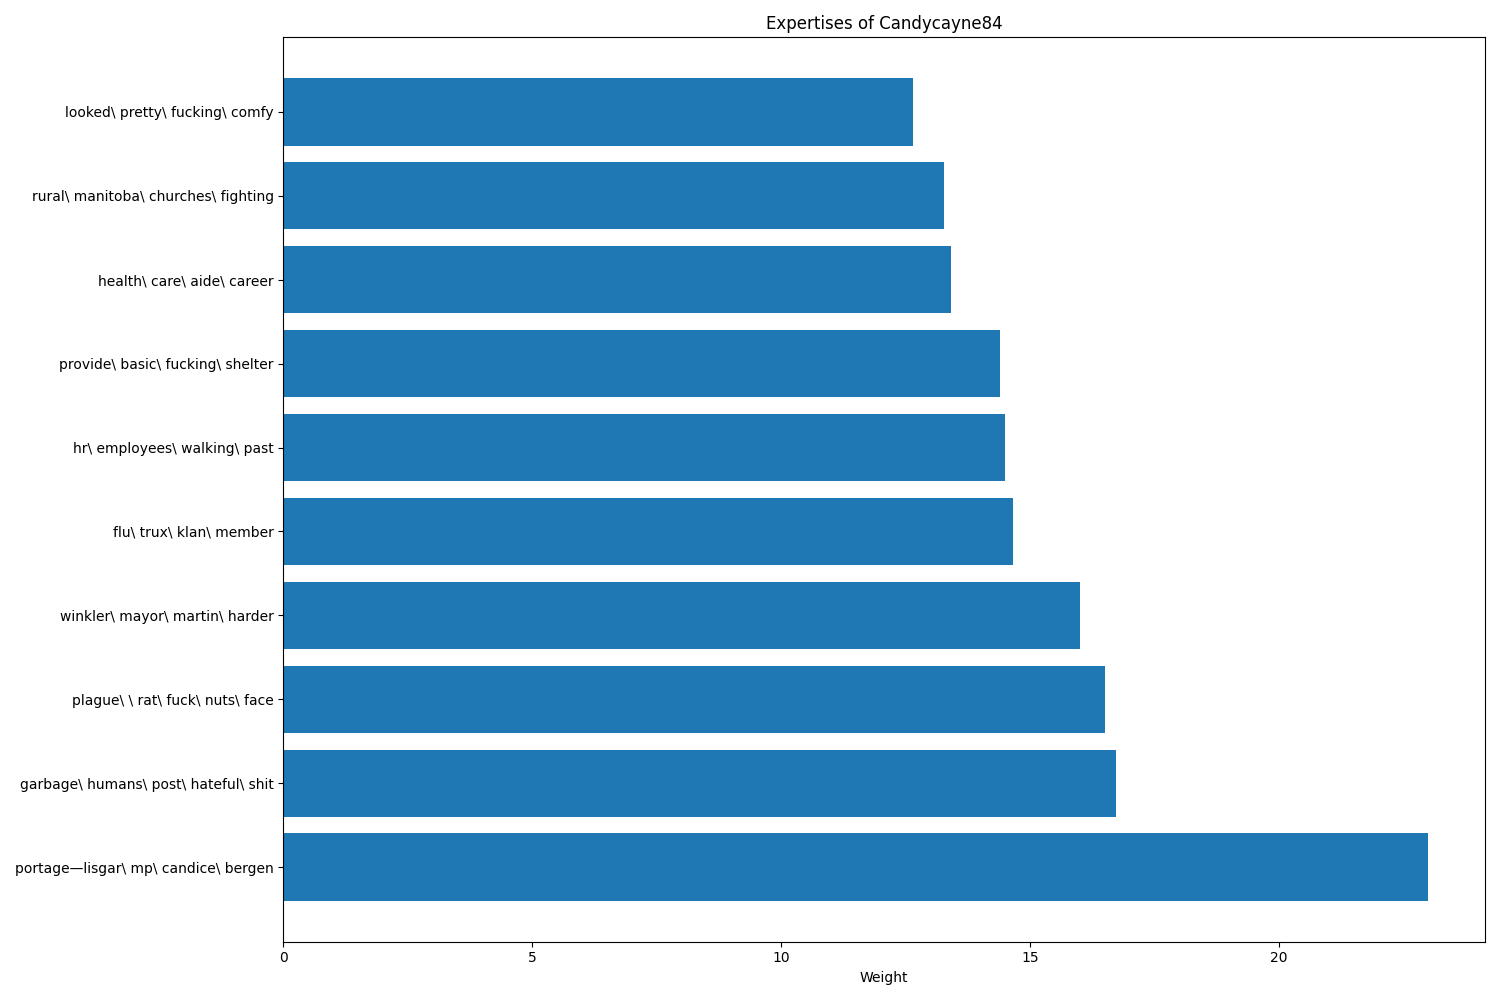 Expertises of Candycayne84
looked\ pretty\ fucking\ comfy
rural\ manitoba\ churches\ fighting
health\ care\ aide\ career
provide\ basic\ fucking\ shelter
hr\ employees\ walking\ past
flu\ trux\ klan\ member
winkler\ mayor\ martin\ harder
plague\ \ rat\ fuck\ nuts\ face
garbage\ humans\ post\ hateful\ shit
portage—lisgar\ mp\ candice\ bergen
0 5 10 15 20
Weight